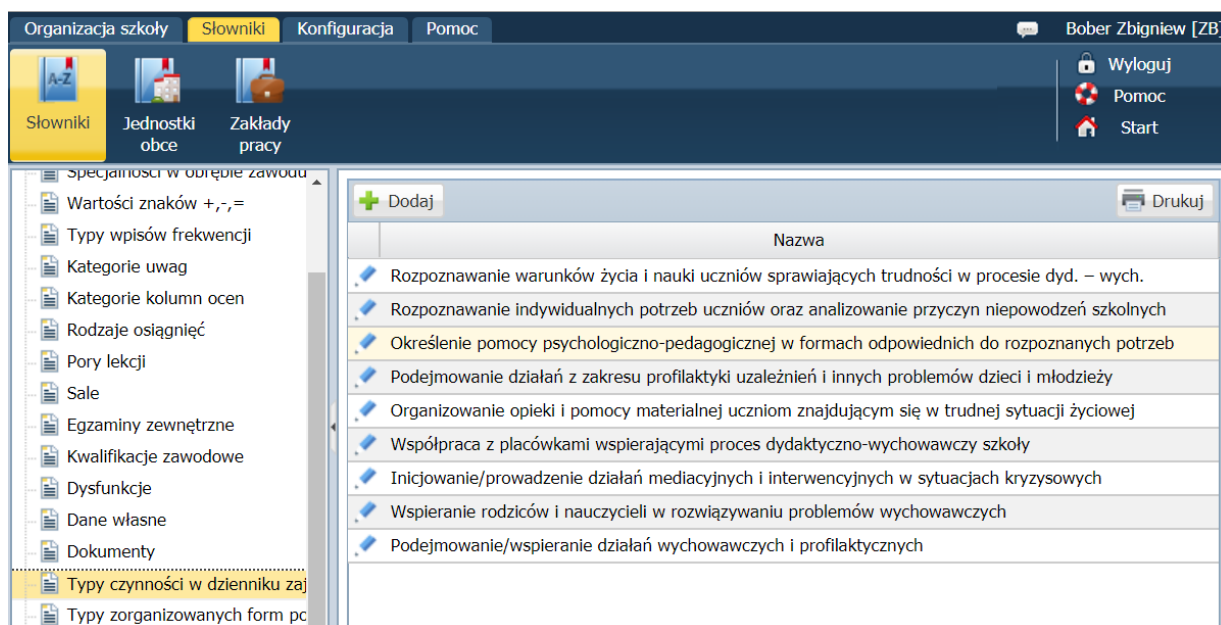 Organizacja szkoły Słowniki Konfiguracja Pomoc Bober Zbigniew [ZB]
A-Z
Słowniki Jednostki obce Zakłady pracy
Wyloguj
Pomoc
Start
Specjalności w obrębie zawodu
Wartości znaków +,-,=
Typy wpisów frekwencji
Kategorie uwag
Kategorie kolumn ocen
Rodzaje osiągnięć
Pory lekcji
Sale
Egzaminy zewnętrzne
Kwalifikacje zawodowe
Dysfunkcje
Dane własne
Dokumenty
Typy czynności w dzienniku zaj
Typy zorganizowanych form po
Dodaj Drukuj
Nazwa
Rozpoznawanie warunków życia i nauki uczniów sprawiających trudności w procesie dyd. – wych.
Rozpoznawanie indywidualnych potrzeb uczniów oraz analizowanie przyczyn niepowodzeń szkolnych
Określenie pomocy psychologiczno-pedagogicznej w formach odpowiednich do rozpoznanych potrzeb
Podejmowanie działań z zakresu profilaktyki uzależnień i innych problemów dzieci i młodzieży
Organizowanie opieki i pomocy materialnej uczniom znajdującym się w trudnej sytuacji życiowej
Współpraca z placówkami wspierającymi proces dydaktyczno-wychowawczy szkoły
Inicjowanie/prowadzenie działań mediacyjnych i interwencyjnych w sytuacjach kryzysowych
Wspieranie rodziców i nauczycieli w rozwiązywaniu problemów wychowawczych
Podejmowanie/wspieranie działań wychowawczych i profilaktycznych